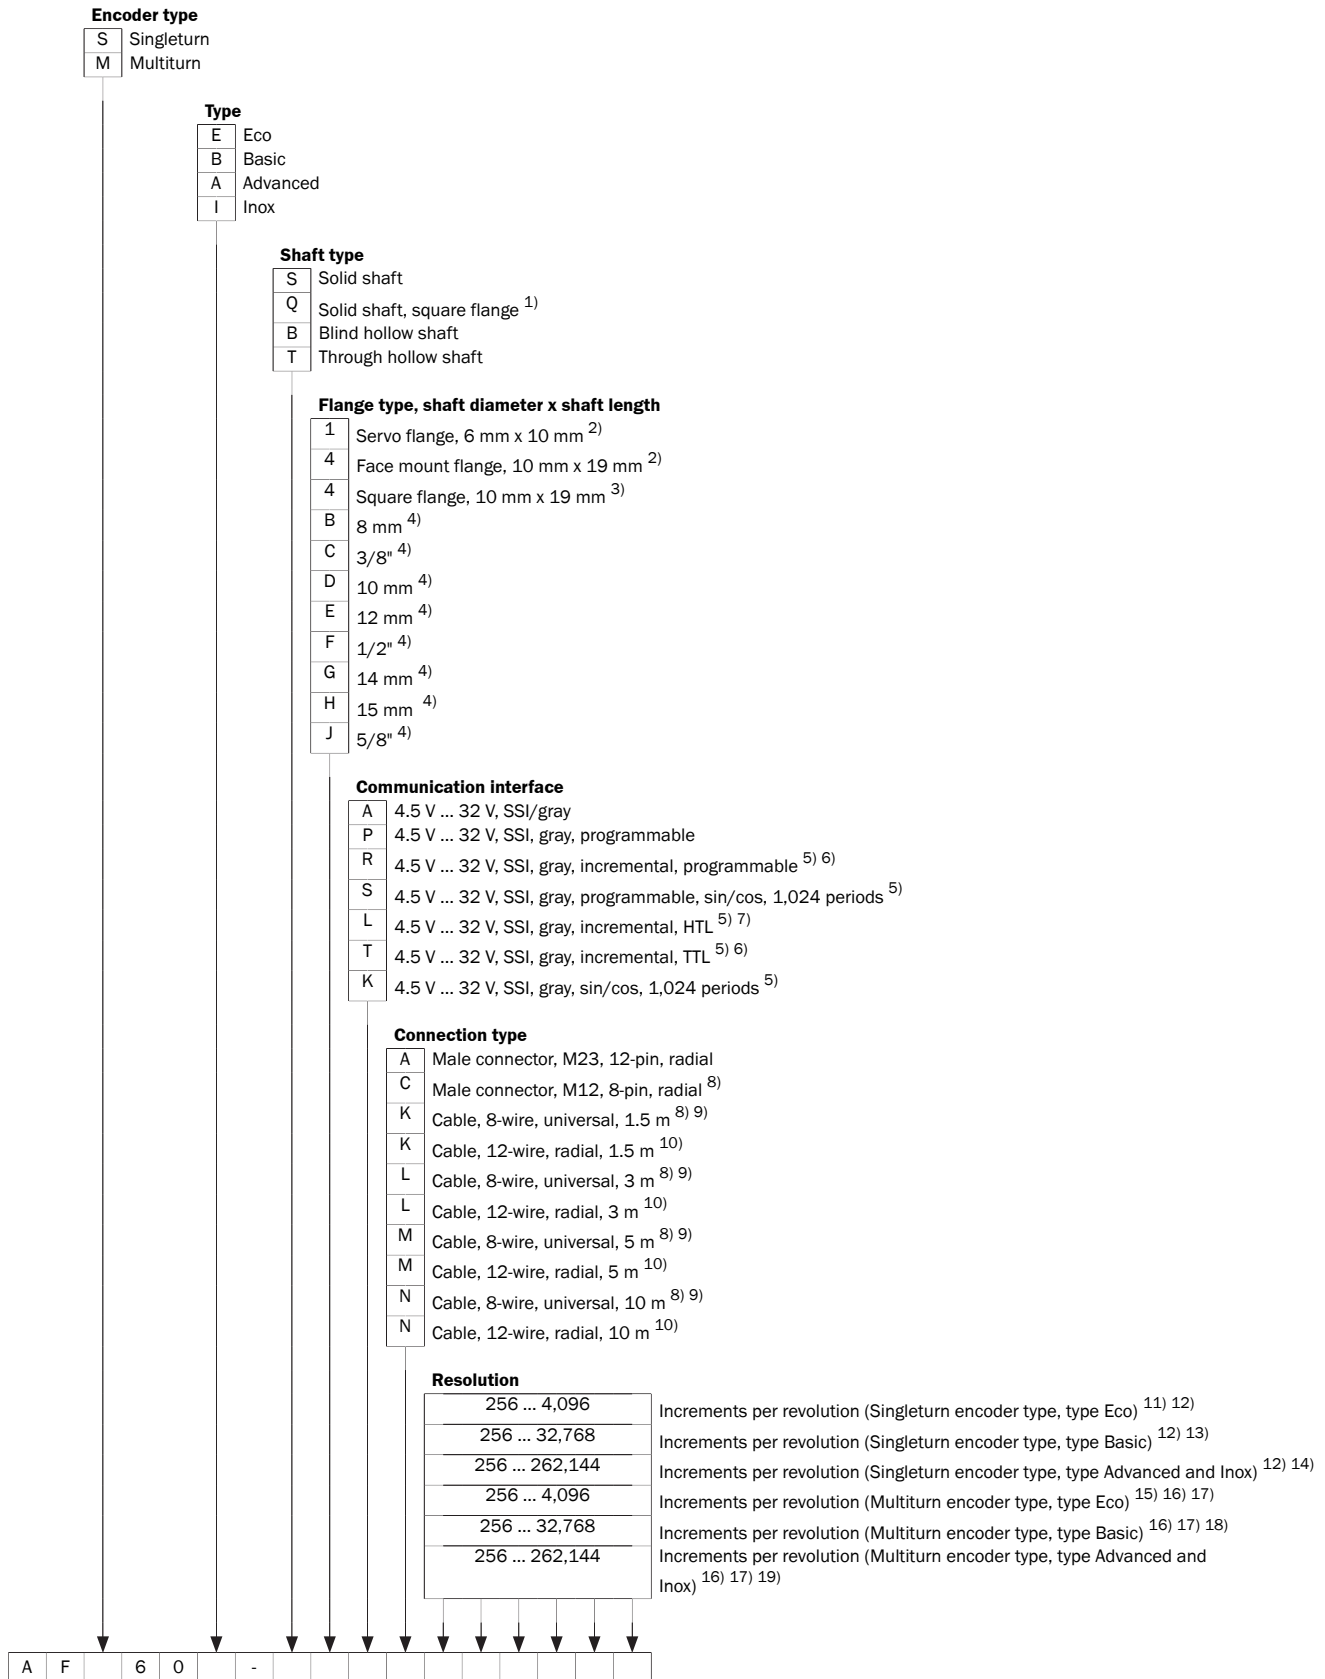 Encoder type
S Singleturn
M Multiturn
Type
E Eco
B Basic
A Advanced
I Inox
Shaft type
S Solid shaft
Q Solid shaft, square flange 1)
B Blind hollow shaft
T Through hollow shaft
Flange type, shaft diameter x shaft length
1 Servo flange, 6 mm x 10 mm 2)
4 Face mount flange, 10 mm x 19 mm 2)
4 Square flange, 10 mm x 19 mm 3)
B 8 mm 4)
C 3/8" 4)
D 10 mm 4)
E 12 mm 4)
F 1/2" 4)
G 14 mm 4)
H 15 mm 4)
J 5/8" 4)
Communication interface
A 4.5 V ... 32 V, SSI/gray
P 4.5 V ... 32 V, SSI, gray, programmable
R 4.5 V ... 32 V, SSI, gray, incremental, programmable 5) 6)
S 4.5 V ... 32 V, SSI, gray, programmable, sin/cos, 1,024 periods 5)
L 4.5 V ... 32 V, SSI, gray, incremental, HTL 5) 7)
T 4.5 V ... 32 V, SSI, gray, incremental, TTL 5) 6)
K 4.5 V ... 32 V, SSI, gray, sin/cos, 1,024 periods 5)
Connection type
A Male connector, M23, 12-pin, radial
C Male connector, M12, 8-pin, radial 8)
K Cable, 8-wire, universal, 1.5 m 8) 9)
K Cable, 12-wire, radial, 1.5 m 10)
L Cable, 8-wire, universal, 3 m 8) 9)
L Cable, 12-wire, radial, 3 m 10)
M Cable, 8-wire, universal, 5 m 8) 9)
M Cable, 12-wire, radial, 5 m 10)
N Cable, 8-wire, universal, 10 m 8) 9)
N Cable, 12-wire, radial, 10 m 10)
Resolution
256 ... 4,096 Increments per revolution (Singleturn encoder type, type Eco) 11) 12)
256 ... 32,768 Increments per revolution (Singleturn encoder type, type Basic) 12) 13)
256 ... 262,144 Increments per revolution (Singleturn encoder type, type Advanced and Inox) 12) 14)
256 ... 4,096 Increments per revolution (Multiturn encoder type, type Eco) 15) 16) 17)
256 ... 32,768 Increments per revolution (Multiturn encoder type, type Basic) 16) 17) 18)
256 ... 262,144 Increments per revolution (Multiturn encoder type, type Advanced and
Inox) 16) 17) 19)
A F 6 0 -